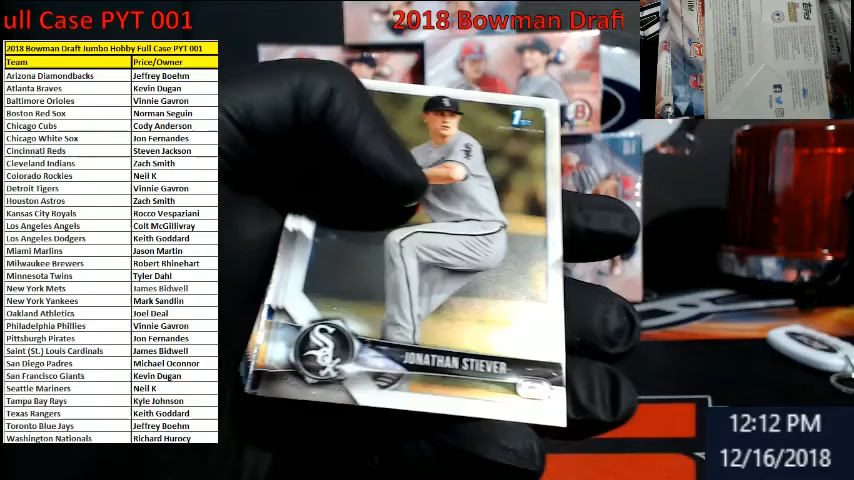 ull Case PYT 001
2018 Bowman Draft
2018 Bowman Draft Jumbo Hobby Full Case PYT 001
Team Price/Owner
Arizona Diamondbacks Jeffrey Boehm
Atlanta Braves Kevin Dugan
Baltimore Orioles Vinnie Gavron
Boston Red Sox Norman Seguin
Chicago Cubs Cody Anderson
Chicago White Sox Jon Fernandes
Cincinnati Reds Steven Jackson
Cleveland Indians Zach Smith
Colorado Rockies Neil K
Detroit Tigers Vinnie Gavron
Houston Astros Zach Smith
Kansas City Royals Rocco Vespaziani
Los Angeles Angels Colt McGillivray
Los Angeles Dodgers Keith Goddard
Miami Marlins Jason Martin
Milwaukee Brewers Robert Rhinehart
Minnesota Twins Tyler Dahl
New York Mets James Bidwell
New York Yankees Mark Sandlin
Oakland Athletics Joel Deal
Philadelphia Phillies Vinnie Gavron
Pittsburgh Pirates Jon Fernandes
Saint (St.) Louis Cardinals James Bidwell
San Diego Padres Michael Oconnor
San Francisco Giants Kevin Dugan
Seattle Mariners Neil K
Tampa Bay Rays Kyle Johnson
Texas Rangers Keith Goddard
Toronto Blue Jays Jeffrey Boehm
Washington Nationals Richard Hurocy
1st
JONATHAN STIEVER
topps
12:12 PM
12/16/2018